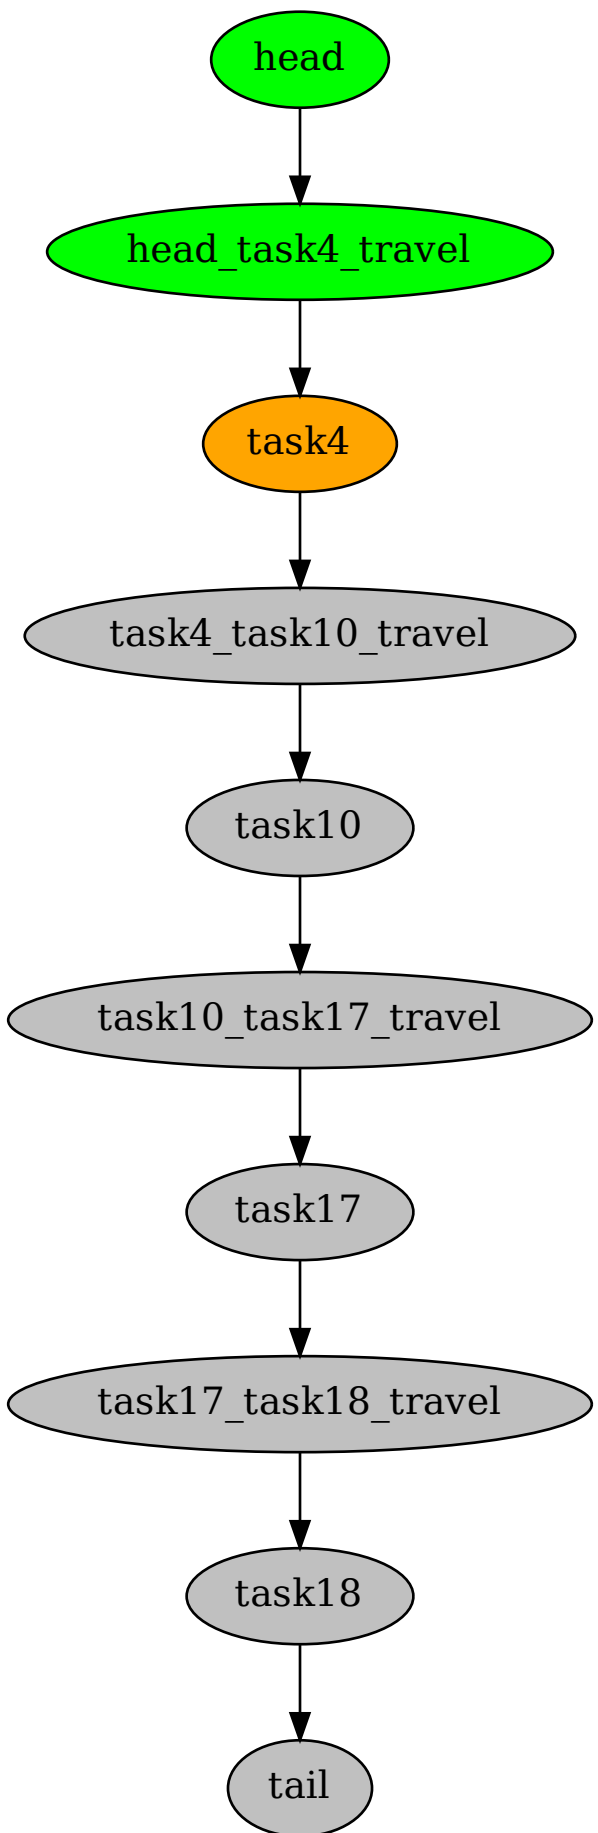 head
head_task4_travel
task4
task4_task10_travel
task10
task10_task17_travel
task17
task17_task18_travel
task18
tail